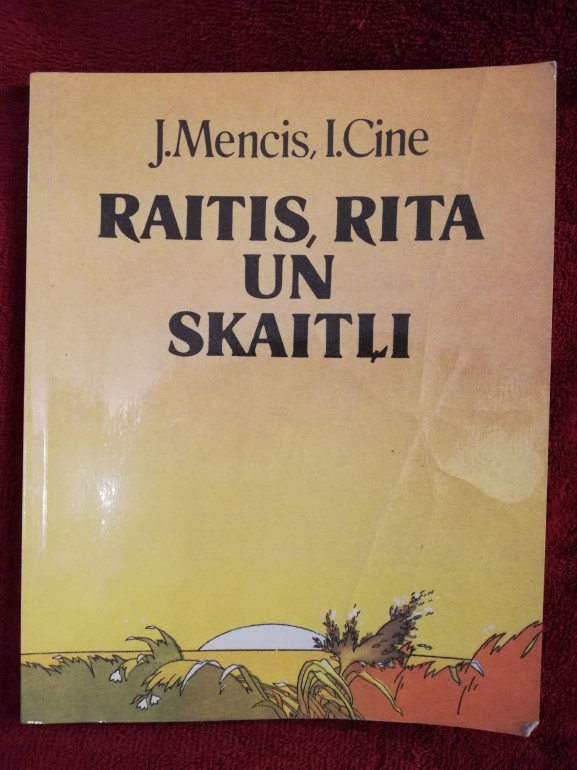 J.Mencis, I.Cine
RAITIS, RITA
UN
SKAITĻI